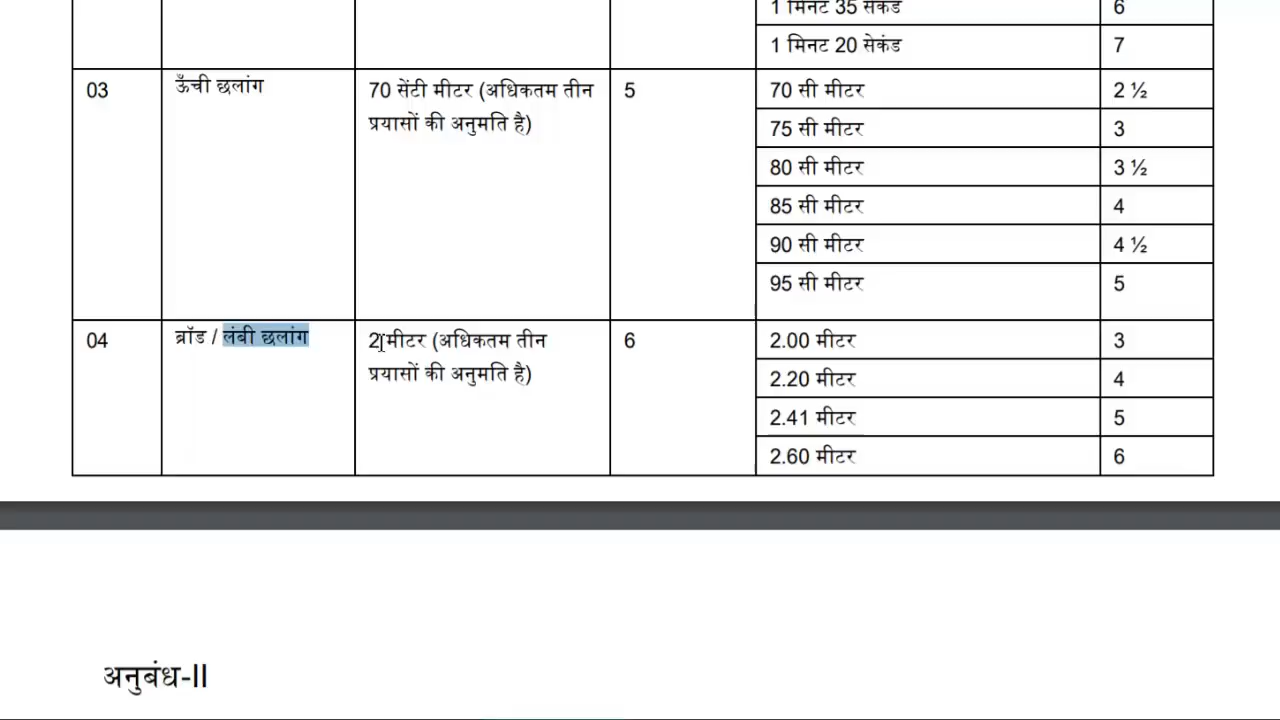 1 मिनट 35 सेकंड 6
1 मिनट 20 सेकंड 7
03 ऊँची छलांग 70 सेंटी मीटर (अधिकतम तीन 5 70 सी मीटर 2 ½
प्रयासों की अनुमति है)
75 सी मीटर 3
80 सी मीटर 3 ½
85 सी मीटर 4
90 सी मीटर 4 ½
95 सी मीटर 5
04 ब्रॉड / लंबी छलांग 2 मीटर (अधिकतम तीन 6 2.00 मीटर 3
प्रयासों की अनुमति है)
2.20 मीटर 4
2.41 मीटर 5
2.60 मीटर 6
अनुबंध-II